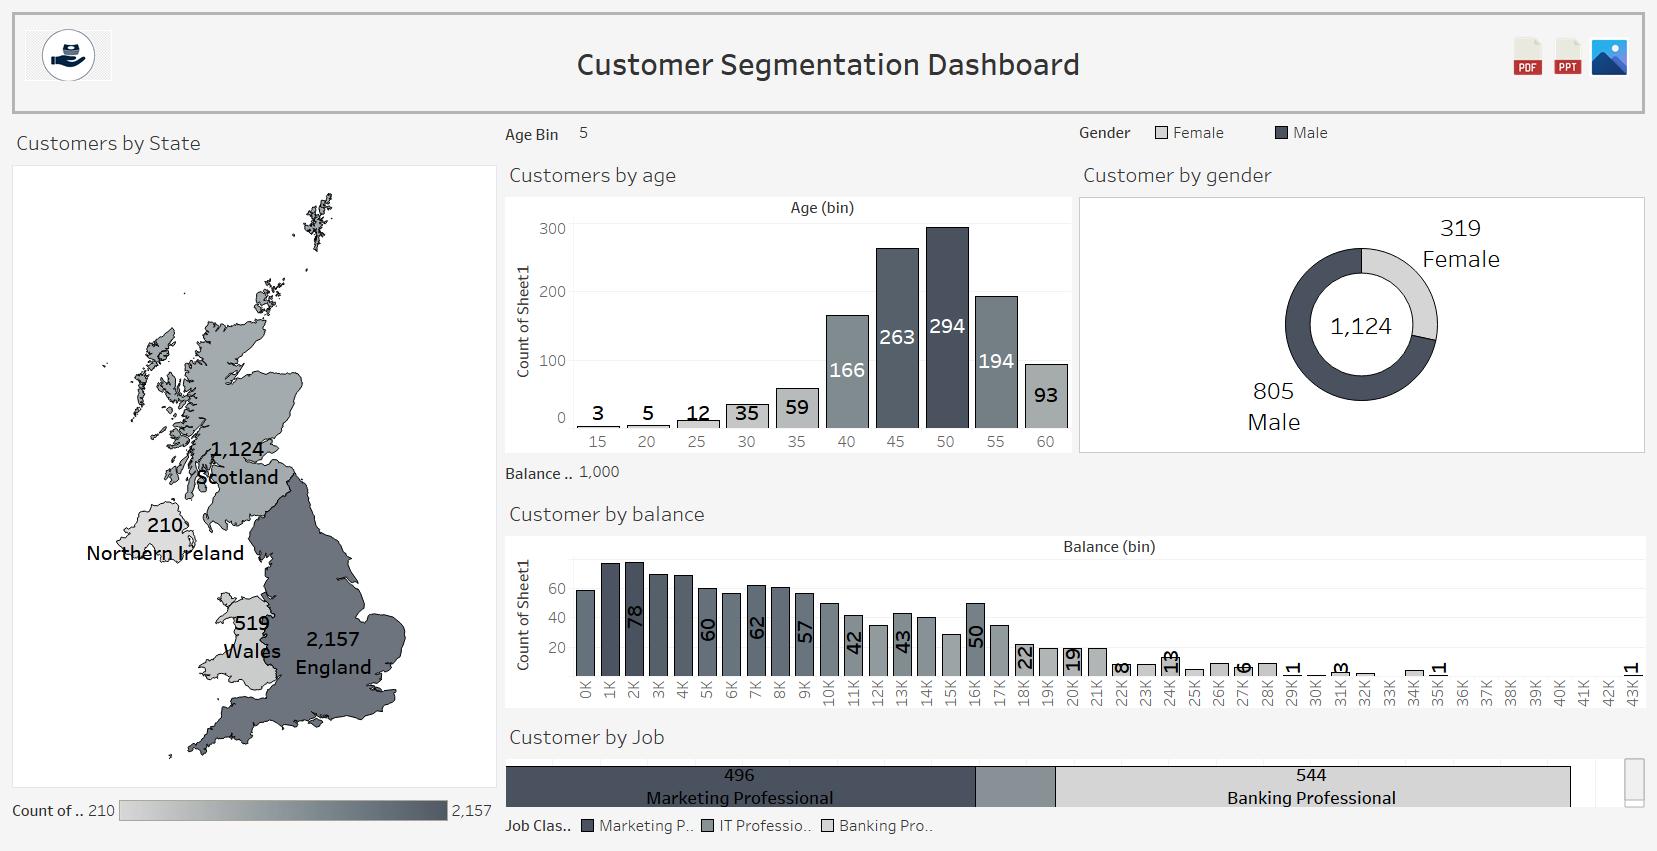 Customer Segmentation Dashboard
PDF
PPT
Customers by State
1,124
Scotland
210
Northern Ireland
519
Wales
2,157
England
Count of ..
210
2,157
Age Bin
5
Customers by age
Age (bin)
Count of Sheet1
300
200
100
0
3
5
12
35
59
166
263
294
194
93
15
20
25
30
35
40
45
50
55
60
Gender
Female
Male
Customer by gender
319
Female
1,124
805
Male
Balance ..
1,000
Customer by balance
Balance (bin)
Count of Sheet1
60
40
20
78
60
62
57
42
43
50
22
19
8
13
6
1
3
1
1
0K
1K
2K
3K
4K
5K
6K
7K
8K
9K
10K
11K
12K
13K
14K
15K
16K
17K
18K
19K
20K
21K
22K
23K
24K
25K
26K
27K
28K
29K
30K
31K
32K
33K
34K
35K
36K
37K
38K
39K
40K
41K
42K
43K
Customer by Job
496
Marketing Professional
544
Banking Professional
Job Clas..
Marketing P..
IT Professio..
Banking Pro..